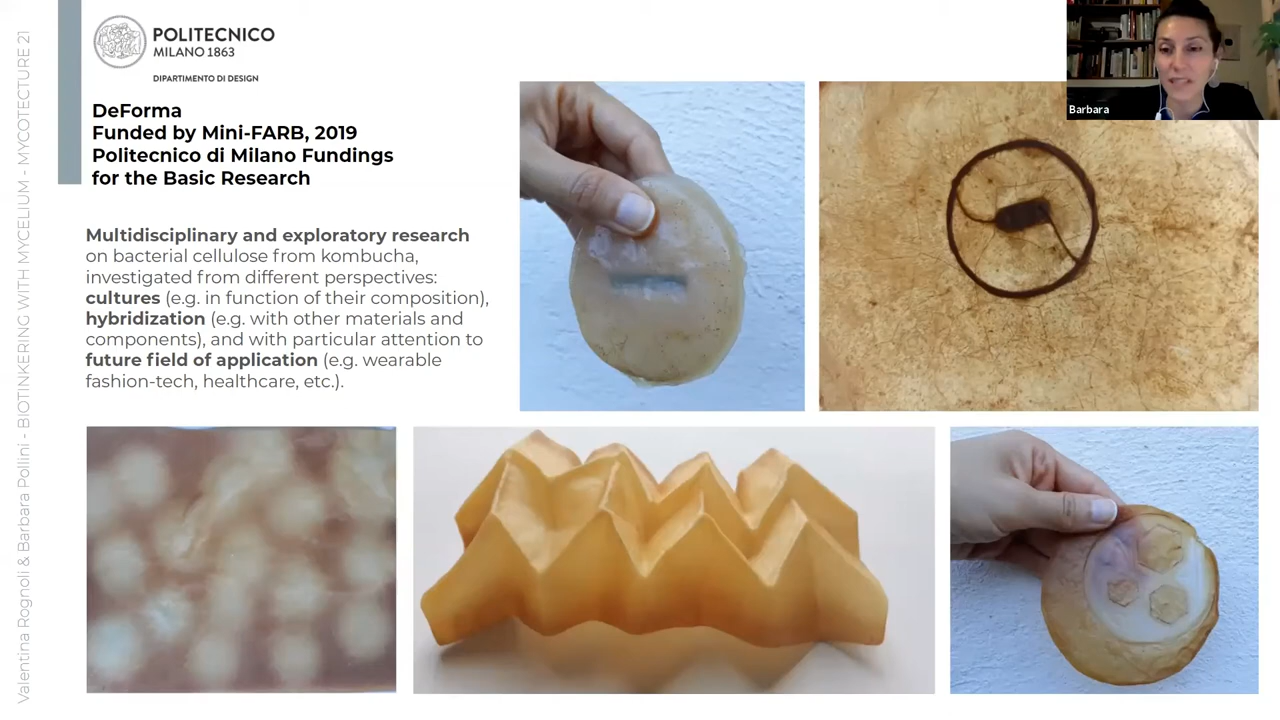 POLITECNICO
MILANO 1863
DIPARTIMENTO DI DESIGN
DeForma
Funded by Mini-FARB, 2019
Politecnico di Milano Fundings
for the Basic Research
Multidisciplinary and exploratory research
on bacterial cellulose from kombucha,
investigated from different perspectives:
cultures (e.g. in function of their composition),
hybridization (e.g. with other materials and
components), and with particular attention to
future field of application (e.g. wearable
fashion-tech, healthcare, etc.).
Valentina Rognoli & Barbara Pollini - BIOTINKERING WITH MYCELIUM - MYCOTECTURE 21
Barbara